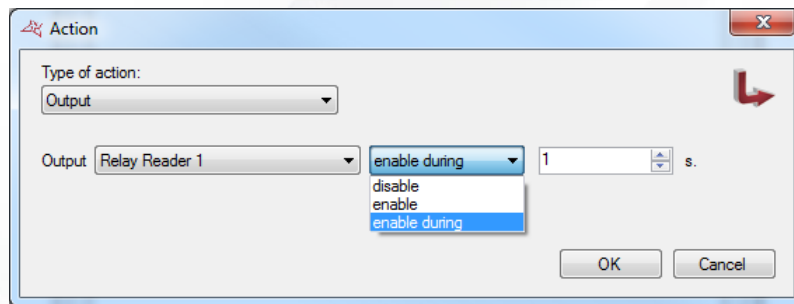 Action
Type of action:
Output
Output Relay Reader 1 enable during 1 s.
disable
enable
enable during
OK Cancel